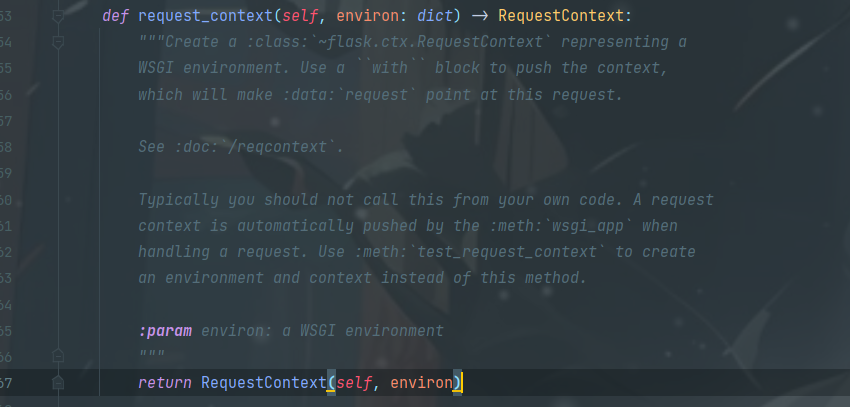 53 def request_context(self, environ: dict) -> RequestContext:
54 """Create a :class:`~flask.ctx.RequestContext` representing a
55 WSGI environment. Use a ``with`` block to push the context,
56 which will make :data:`request` point at this request.
57
58 See :doc:`/reqcontext`.
59
60 Typically you should not call this from your own code. A request
61 context is automatically pushed by the :meth:`wsgi_app` when
62 handling a request. Use :meth:`test_request_context` to create
63 an environment and context instead of this method.
64
65 :param environ: a WSGI environment
66 """
67 return RequestContext(self, environ)